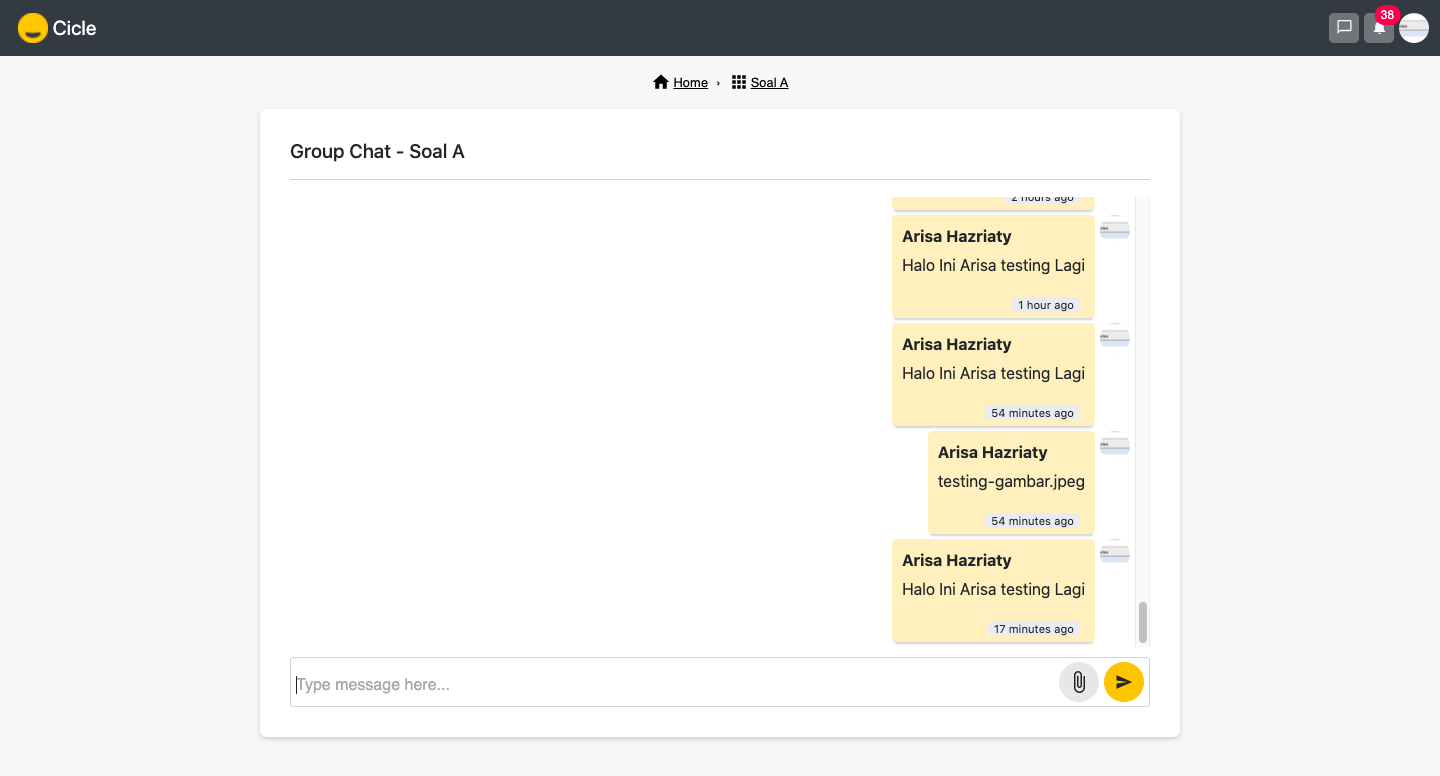 Cicle
38
Home › Soal A
Group Chat - Soal A
2 hours ago
Arisa Hazriaty
Halo Ini Arisa testing Lagi
1 hour ago
Arisa Hazriaty
Halo Ini Arisa testing Lagi
54 minutes ago
Arisa Hazriaty
testing-gambar.jpeg
54 minutes ago
Arisa Hazriaty
Halo Ini Arisa testing Lagi
17 minutes ago
Type message here...